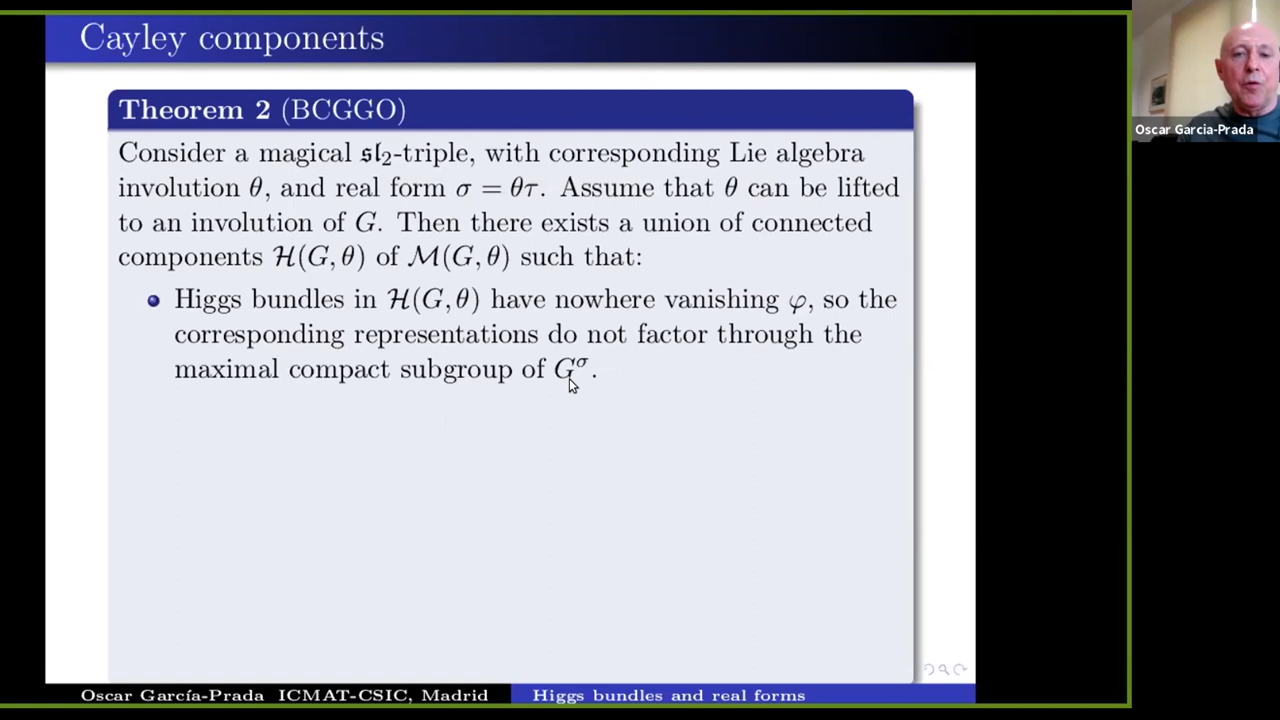 Cayley components
Theorem 2 (BCGGO)
Consider a magical 𝔰𝔩₂-triple, with corresponding Lie algebra
involution θ, and real form σ = θτ. Assume that θ can be lifted
to an involution of G. Then there exists a union of connected
components ℋ(G, θ) of ℳ(G, θ) such that:
Higgs bundles in ℋ(G, θ) have nowhere vanishing φ, so the
corresponding representations do not factor through the
maximal compact subgroup of G^σ.
Oscar García-Prada ICMAT-CSIC, Madrid
Higgs bundles and real forms
Oscar Garcia-Prada